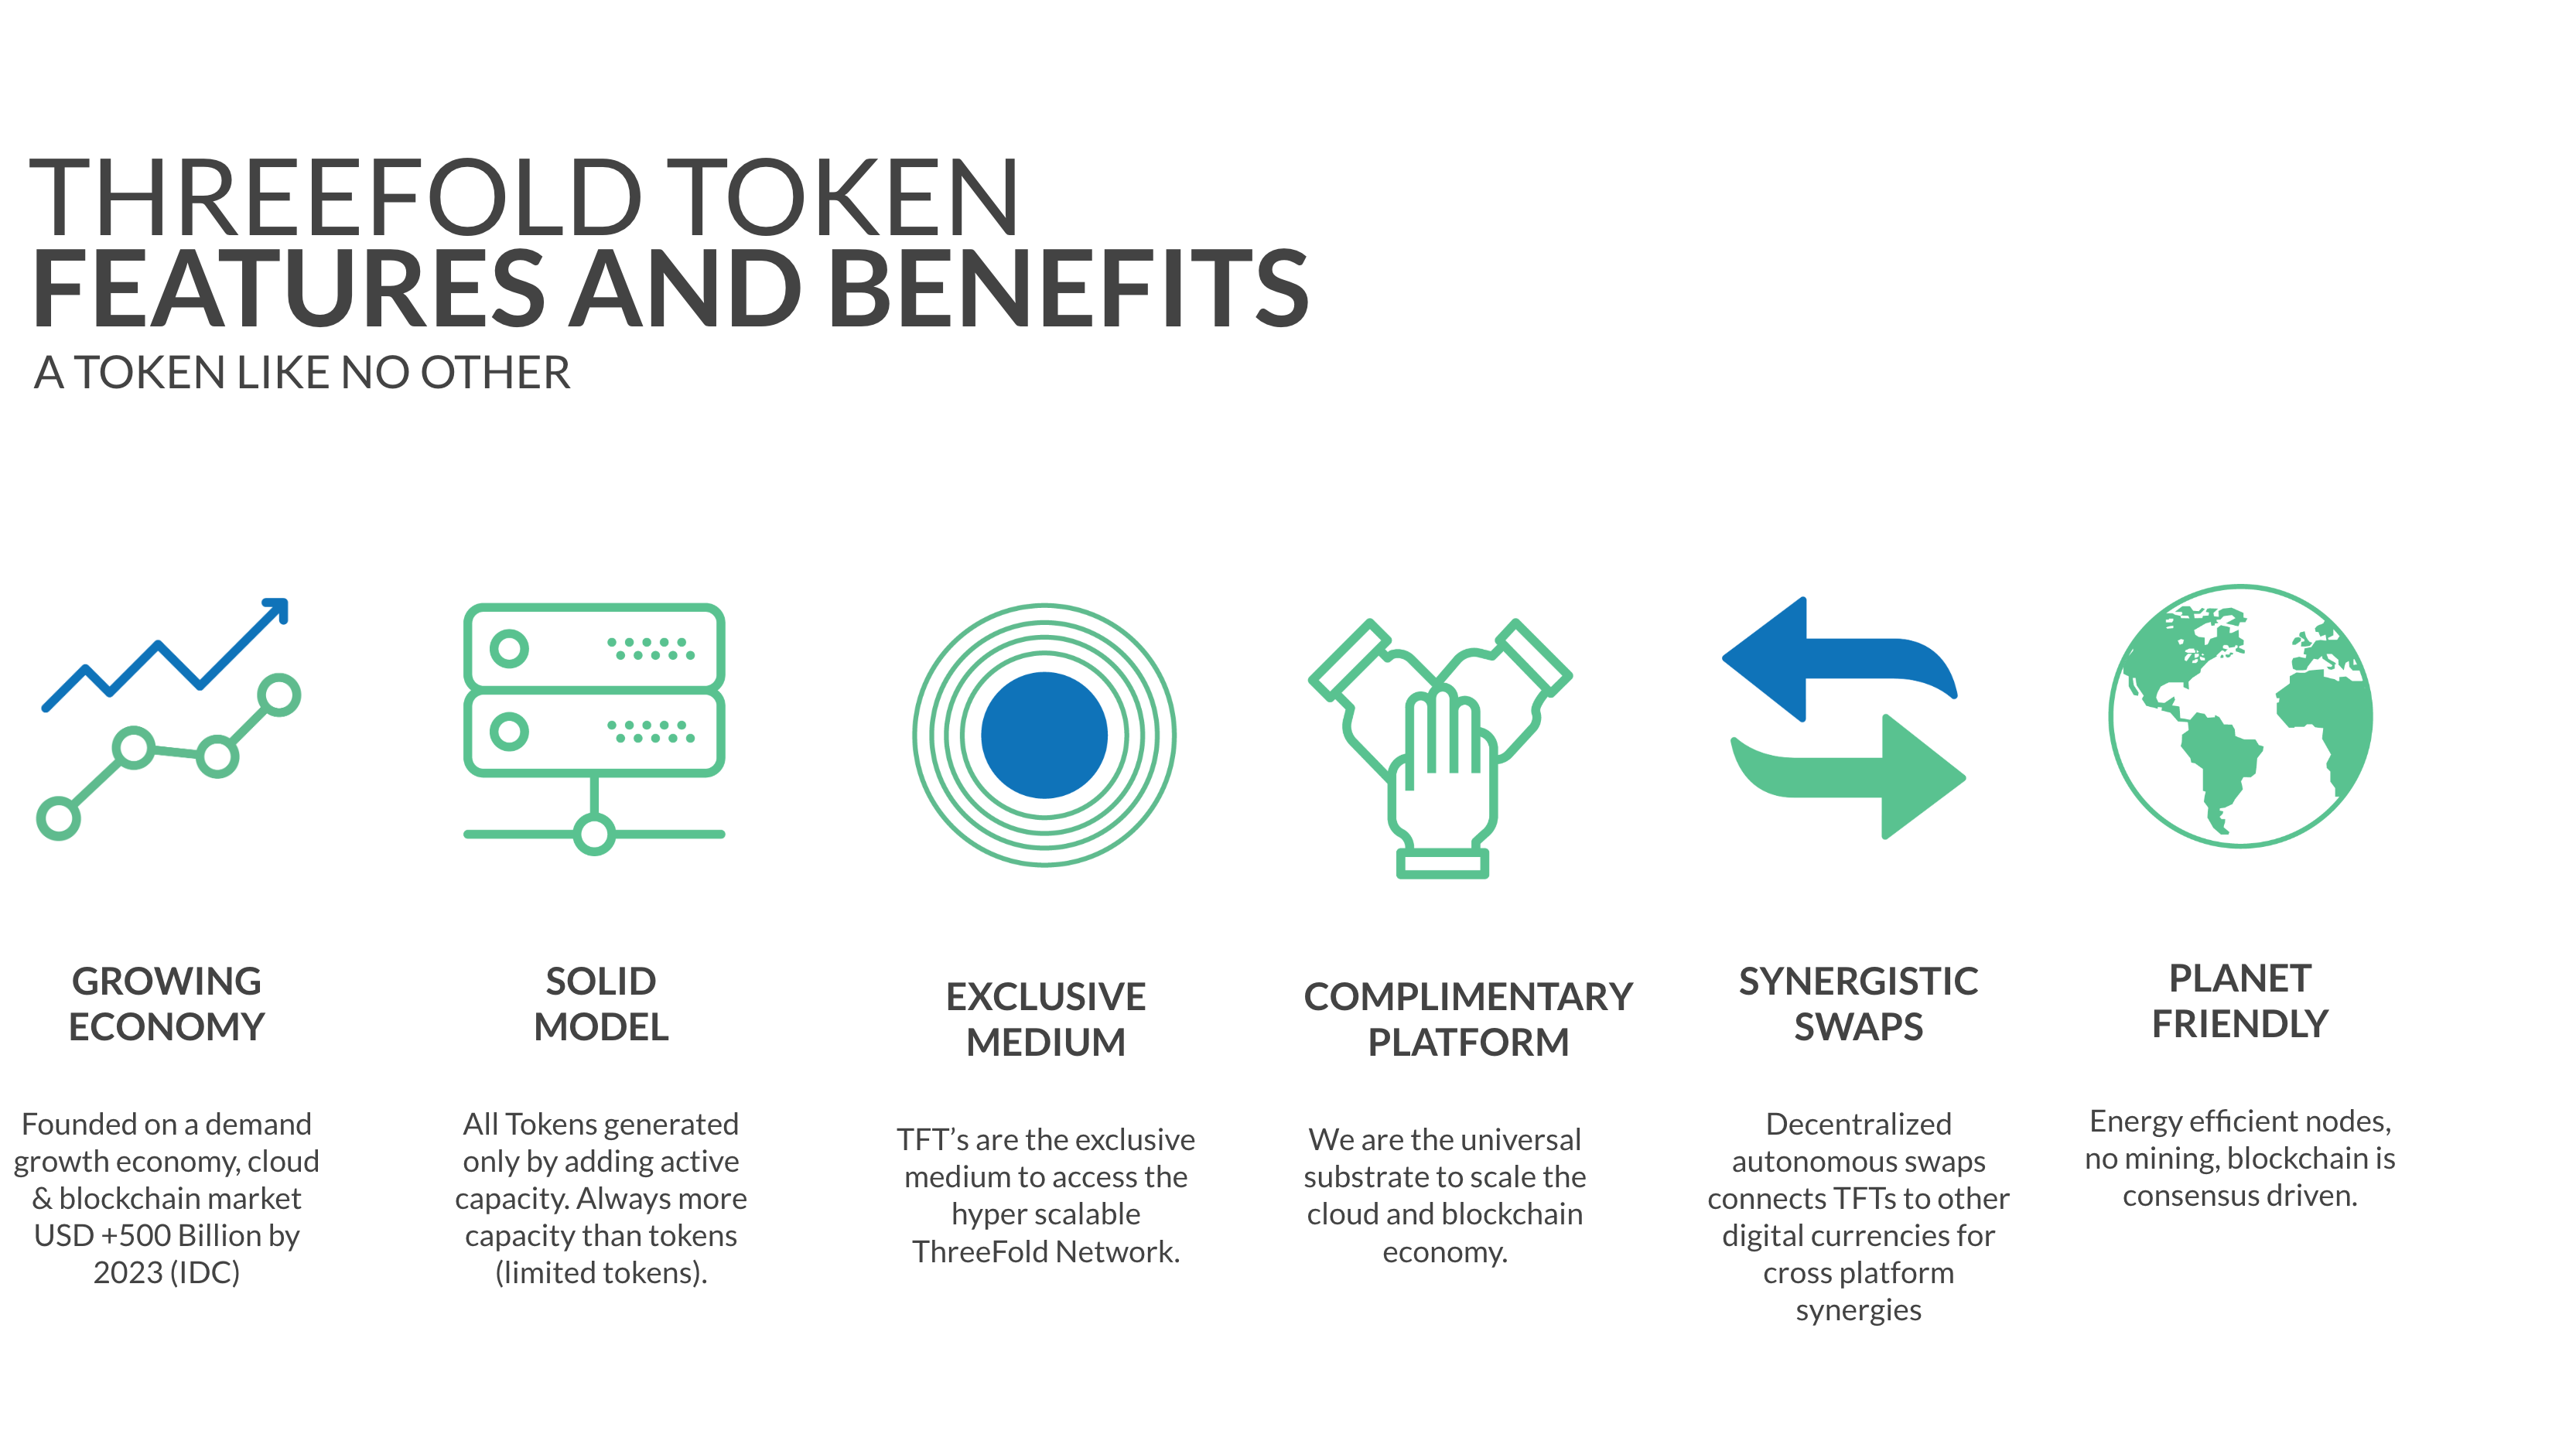 THREEFOLD TOKEN
FEATURES AND BENEFITS
A TOKEN LIKE NO OTHER
GROWING
ECONOMY
Founded on a demand
growth economy, cloud
& blockchain market
USD +500 Billion by
2023 (IDC)
SOLID
MODEL
All Tokens generated
only by adding active
capacity. Always more
capacity than tokens
(limited tokens).
EXCLUSIVE
MEDIUM
TFT’s are the exclusive
medium to access the
hyper scalable
ThreeFold Network.
COMPLIMENTARY
PLATFORM
We are the universal
substrate to scale the
cloud and blockchain
economy.
SYNERGISTIC
SWAPS
Decentralized
autonomous swaps
connects TFTs to other
digital currencies for
cross platform
synergies
PLANET
FRIENDLY
Energy efficient nodes,
no mining, blockchain is
consensus driven.